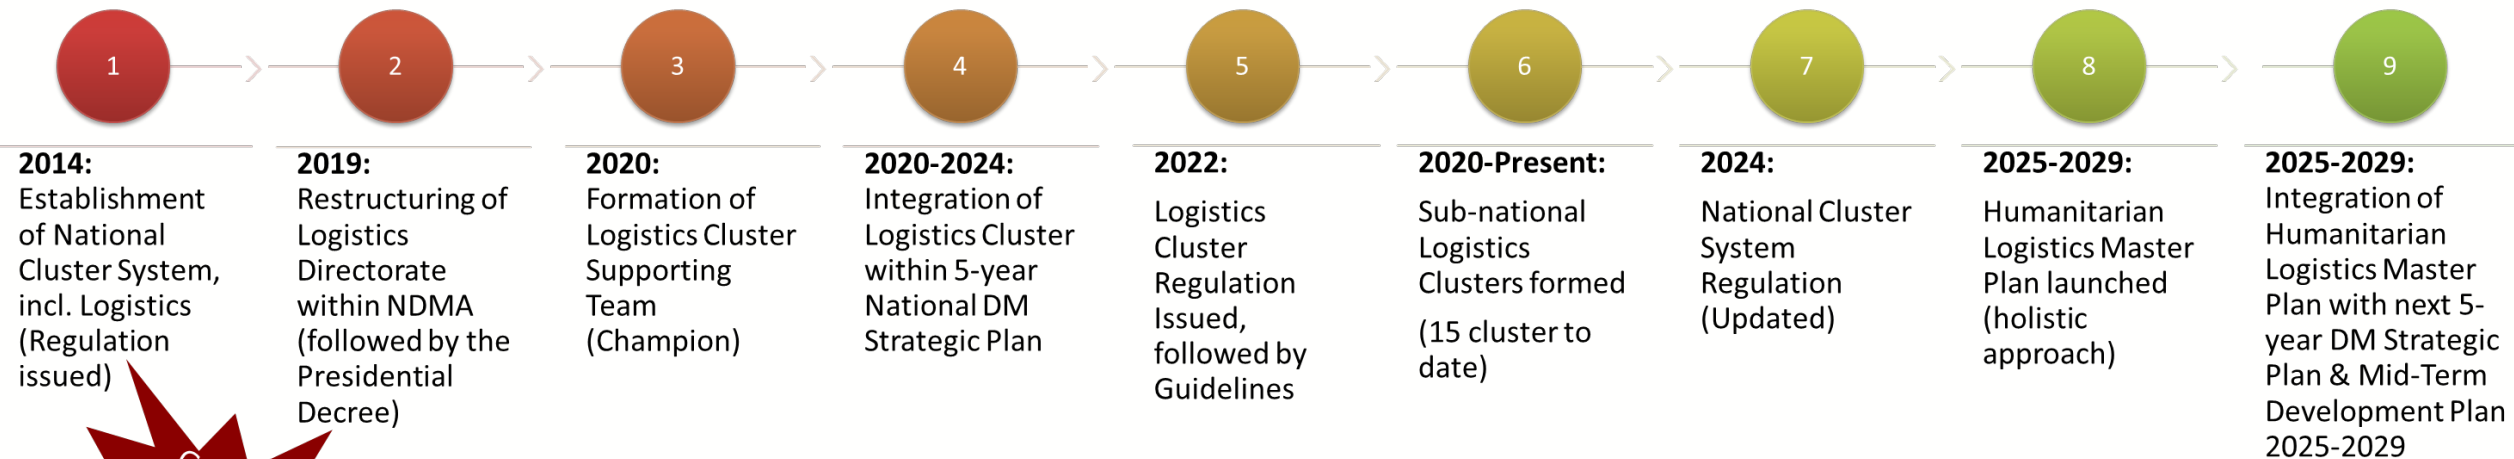 1
2
3
4
5
6
7
8
9
2014:
Establishment
of National
Cluster System,
incl. Logistics
(Regulation
issued)
2019:
Restructuring of
Logistics
Directorate
within NDMA
(followed by the
Presidential
Decree)
2020:
Formation of
Logistics Cluster
Supporting
Team
(Champion)
2020-2024:
Integration of
Logistics Cluster
within 5-year
National DM
Strategic Plan
2022:
Logistics
Cluster
Regulation
Issued,
followed by
Guidelines
2020-Present:
Sub-national
Logistics
Clusters formed
(15 cluster to
date)
2024:
National Cluster
System
Regulation
(Updated)
2025-2029:
Humanitarian
Logistics Master
Plan launched
(holistic
approach)
2025-2029:
Integration of
Humanitarian
Logistics Master
Plan with next 5-
year DM Strategic
Plan & Mid-Term
Development Plan
2025-2029